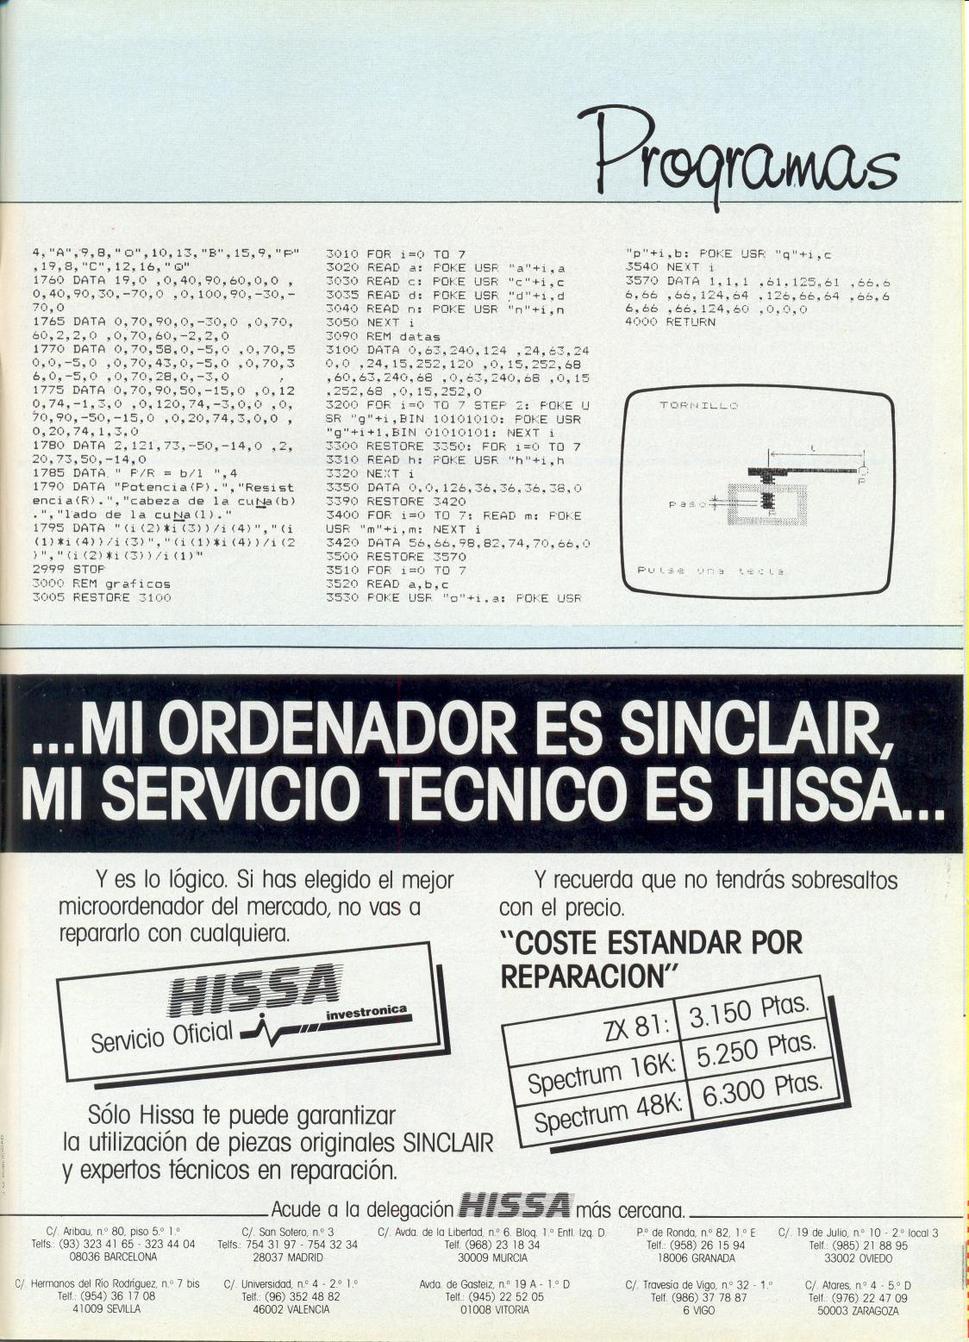 Programas
4,"A",9,8,"O",10,13,"B",15,9,"P"
,19,8,"C",12,16,"O"
1760 DATA 19,0 ,0,40,90,60,0,0 ,
0,40,90,30,-70,0 ,0,100,90,-30,-
70,0
1765 DATA 0,70,90,0,-30,0 ,0,70,
60,2,2,0 ,0,70,60,-2,2,0
1770 DATA 0,70,58,0,-5,0 ,0,70,5
0,0,-5,0 ,0,70,43,0,-5,0 ,0,70,3
6,0,-5,0 ,0,70,28,0,-3,0 ,
1775 DATA 0,70,90,50,-15,0 ,0,12
0,74,-1,3,0 ,0,120,74,-3,0,0 ,0,
70,90,-50,-15,0 ,0,20,74,3,0,0 ,
0,20,74,1,3,0
1780 DATA 2,121,73,-50,-14,0 ,2,
20,73,50,-14,0
1785 DATA " P/R = b/l ",4
1790 DATA "Potencia(P).","Resist
encia(R).","cabeza de la cuNa(b)
.","lado de la cuNa(l)."
1795 DATA "(i(2)*i(3))/i(4)","(i
(1)*i(4))/i(3)","(i(1)*i(4))/i(2
)","(i(2)*i(3))/i(1)"
2999 STOP
3000 REM graficos
3005 RESTORE 3100
3010 FOR i=0 TO 7
3020 READ a: POKE USR "a"+i,a
3030 READ c: POKE USR "c"+i,c
3035 READ d: POKE USR "d"+i,d
3040 READ n: POKE USR "n"+i,n
3050 NEXT i
3090 REM datas
3100 DATA 0,63,240,124 ,24,63,24
0,0 ,24,15,252,120 ,0,15,252,68
,60,63,240,68 ,0,63,240,68 ,0,15
,252,68 ,0,15,252,0
3200 FOR i=0 TO 7 STEP 2: POKE U
SR "g"+i,BIN 10101010: POKE USR
"g"+i+1,BIN 01010101: NEXT i
3300 RESTORE 3350: FOR i=0 TO 7
3310 READ h: POKE USR "h"+i,h
3320 NEXT i
3350 DATA 0,0,126,36,36,36,38,0
3390 RESTORE 3420
3400 FOR i=0 TO 7: READ m: POKE
USR "m"+i,m: NEXT i
3420 DATA 56,66,98,82,74,70,66,0
3500 RESTORE 3570
3510 FOR i=0 TO 7
3520 READ a,b,c
3530 POKE USR "o"+i,a: POKE USR
"p"+i,b: POKE USR "q"+i,c
3540 NEXT i
3570 DATA 1,1,1 ,61,125,61 ,66,6
6,66 ,66,124,64 ,126,66,64 ,66,6
6,66 ,66,124,60 ,0,0,0
4000 RETURN
TORNILLO
L
P
paso
Pulse una tecla
...MI ORDENADOR ES SINCLAIR,
MI SERVICIO TECNICO ES HISSA...
Y es lo lógico. Si has elegido el mejor
microordenador del mercado, no vas a
repararlo con cualquiera.
HISSA
Servicio Oficial investronica
Sólo Hissa te puede garantizar
la utilización de piezas originales SINCLAIR
y expertos técnicos en reparación.
Y recuerda que no tendrás sobresaltos
con el precio.
"COSTE ESTANDAR POR
REPARACION"
ZX 81: 3.150 Ptas.
Spectrum 16K: 5.250 Ptas.
Spectrum 48K: 6.300 Ptas.
Acude a la delegación HISSA más cercana.
C/. Aribau, n.º 80, piso 5.º 1.º
Telfs.: (93) 323 41 65 - 323 44 04
08036 BARCELONA
C/. San Sotero, n.º 3
Telfs.: 754 31 97 - 754 32 34
28037 MADRID
C/. Avda. de la Libertad, n.º 6. Bloq. 1.º Entl. Izq. D.
Telf. (968) 23 18 34
30009 MURCIA
P.º de Ronda, n.º 82, 1.º E
Telf. (958) 26 15 94
18006 GRANADA
C/. 19 de Julio, n.º 10 - 2.º local 3
Telf. (985) 21 88 95
33002 OVIEDO
C/. Hermanos del Río Rodríguez, n.º 7 bis
Telf.: (954) 36 17 08
41009 SEVILLA
C/. Universidad, n.º 4 - 2.º 1.º
Telf. (96) 352 48 82
46002 VALENCIA
Avda. de Gasteiz, n.º 19 A - 1.º D
Telf. (945) 22 52 05
01008 VITORIA
C/. Travesía de Vigo, n.º 32 - 1.º
Telf. (986) 37 78 87
6 VIGO
C/. Atares, n.º 4 - 5.º D
Telf. (976) 22 47 09
50003 ZARAGOZA